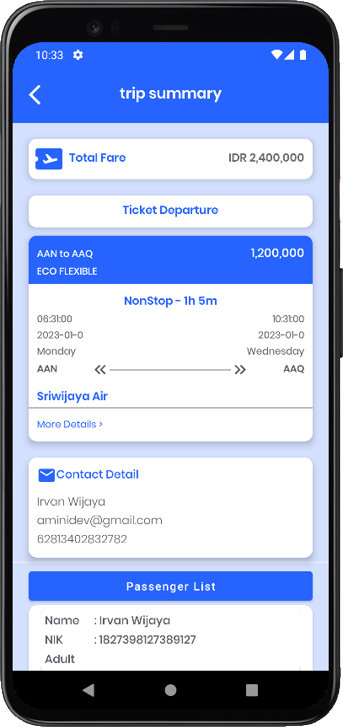 10:33
trip summary
Total Fare IDR 2,400,000
Ticket Departure
AAN to AAQ 1,200,000
ECO FLEXIBLE
NonStop - 1h 5m
06:31:00 10:31:00
2023-01-0 2023-01-0
Monday Wednesday
AAN AAQ
Sriwijaya Air
More Details >
Contact Detail
Irvan Wijaya
aminidev@gmail.com
62813402832782
Passenger List
Name : Irvan Wijaya
NIK : 1827398127389127
Adult